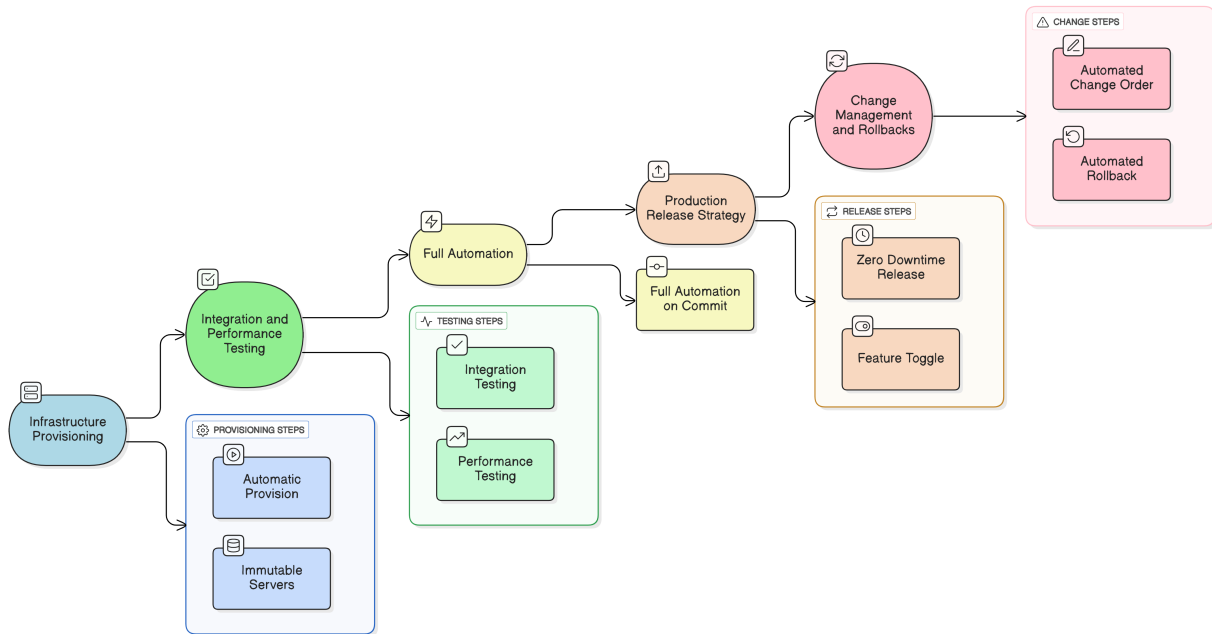 CHANGE STEPS
Automated
Change Order
Automated
Rollback
Change
Management
and Rollbacks
Production
Release Strategy
RELEASE STEPS
Zero Downtime
Release
Feature Toggle
Full Automation
Full Automation
on Commit
Integration and
Performance
Testing
TESTING STEPS
Integration
Testing
Performance
Testing
Infrastructure
Provisioning
PROVISIONING STEPS
Automatic
Provision
Immutable
Servers